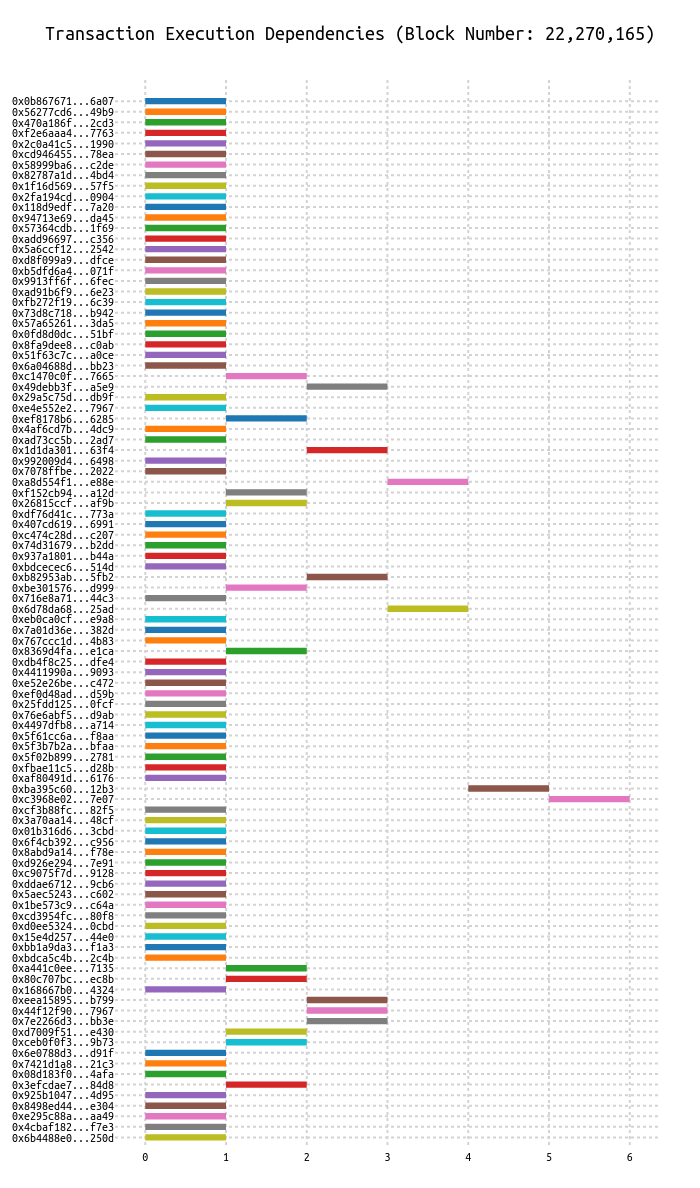 Transaction Execution Dependencies (Block Number: 22,270,165)
0x0b867671...6a07
0x56277cd6...49b9
0x470a186f...2cd3
0xf2e6aaa4...7763
0x2c0a41c5...1990
0xcd946455...78ea
0x58999ba6...c2de
0x82787a1d...4bd4
0x1f16d569...57f5
0x2fa194cd...0904
0x118d9edf...7a20
0x94713e69...da45
0x57364cdb...1f69
0xadd96697...c356
0x5a6ccf12...2542
0xd8f099a9...dfce
0xb5dfd6a4...071f
0x9913ff6f...6fec
0xad91b6f9...6e23
0xfb272f19...6c39
0x73d8c718...b942
0x57a65261...3da5
0x0fd8d0dc...51bf
0x8fa9dee8...c0ab
0x51f63c7c...a0ce
0x6a04688d...bb23
0xc1470c0f...7665
0x49debb3f...a5e9
0x29a5c75d...db9f
0xe4e552e2...7967
0xef8178b6...6285
0x4af6cd7b...4dc9
0xad73cc5b...2ad7
0x1d1da301...63f4
0x992009d4...6498
0x7078ffbe...2022
0xa8d554f1...e88e
0xf152cb94...a12d
0x26815ccf...af9b
0xdf76d41c...773a
0x407cd619...6991
0xc474c28d...c207
0x74d31679...b2dd
0x937a1801...b44a
0xbdcecec6...514d
0xb82953ab...5fb2
0xbe301576...d999
0x716e8a71...44c3
0x6d78da68...25ad
0xeb0ca0cf...e9a8
0x7a01d36e...382d
0x767ccc1d...4b83
0x8369d4fa...e1ca
0xdb4f8c25...dfe4
0x4411990a...9093
0xe52e26be...c472
0xef0d48ad...d59b
0x25fdd125...0fcf
0x76e6abf5...d9ab
0x4497dfb8...a714
0x5f61cc6a...f8aa
0x5f3b7b2a...bfaa
0x5f02b899...2781
0xfbae11c5...d28b
0xaf80491d...6176
0xba395c60...12b3
0xc3968e02...7e07
0xcf3b88fc...82f5
0x3a70aa14...48cf
0x01b316d6...3cbd
0x6f4cb392...c956
0x8abd9a14...f78e
0xd926e294...7e91
0xc9075f7d...9128
0xddae6712...9cb6
0x5aec5243...c602
0x1be573c9...c64a
0xcd3954fc...80f8
0xd0ee5324...0cbd
0x15e4d257...44e0
0xbb1a9da3...f1a3
0xbdca5c4b...2c4b
0xa441c0ee...7135
0x80c707bc...ec8b
0x168667b0...4324
0xeea15895...b799
0x44f12f90...7967
0x7e2266d3...bb3e
0xd7009f51...e430
0xceb0f0f3...9b73
0x6e0788d3...d91f
0x7421d1a8...21c3
0x08d183f0...4afa
0x3efcdae7...84d8
0x925b1047...4d95
0x8498ed44...e304
0xe295c88a...aa49
0x4cbaf182...f7e3
0x6b4488e0...250d
0 1 2 3 4 5 6